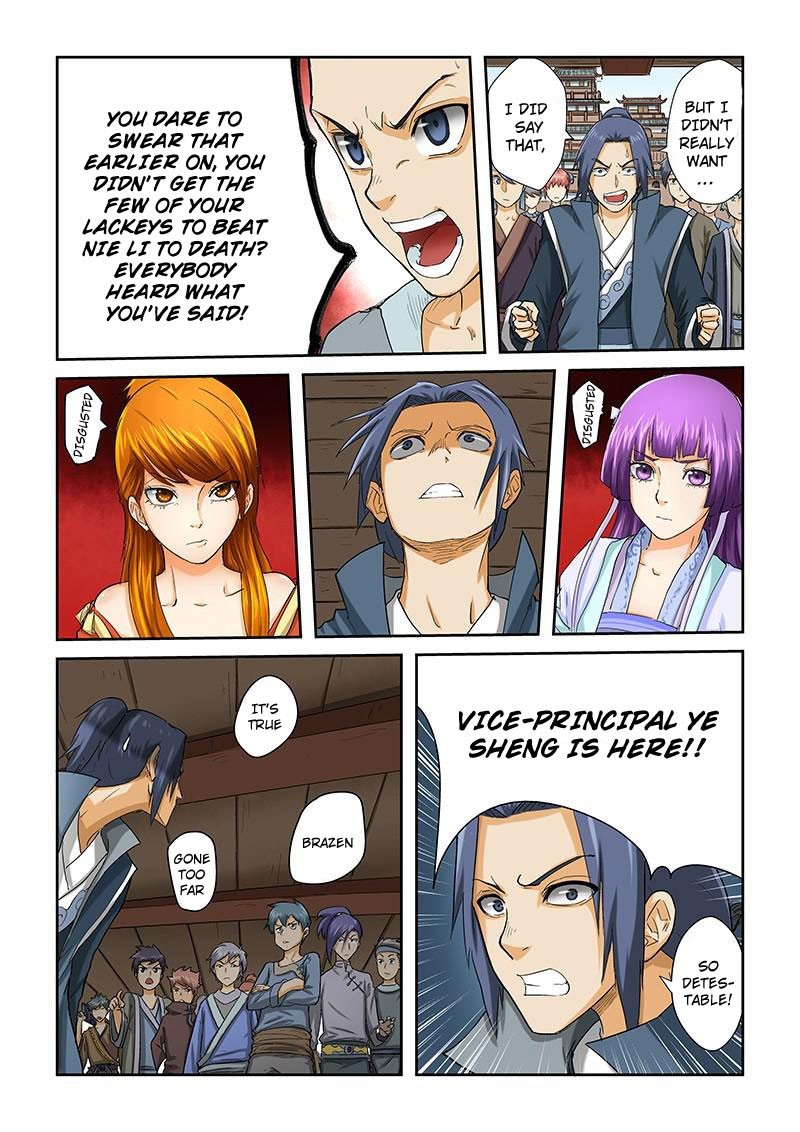 YOU DARE TO
SWEAR THAT
EARLIER ON, YOU
DIDN'T GET THE
FEW OF YOUR
LACKEYS TO BEAT
NIE LI TO DEATH?
EVERYBODY
HEARD WHAT
YOU'VE SAID!
I DID
SAY
THAT,
BUT I
DIDN'T
REALLY
WANT
...
DISGUSTED
DISGUSTED
IT'S
TRUE
BRAZEN
GONE
TOO
FAR
VICE-PRINCIPAL YE
SHENG IS HERE!!
SO
DETES-
TABLE!